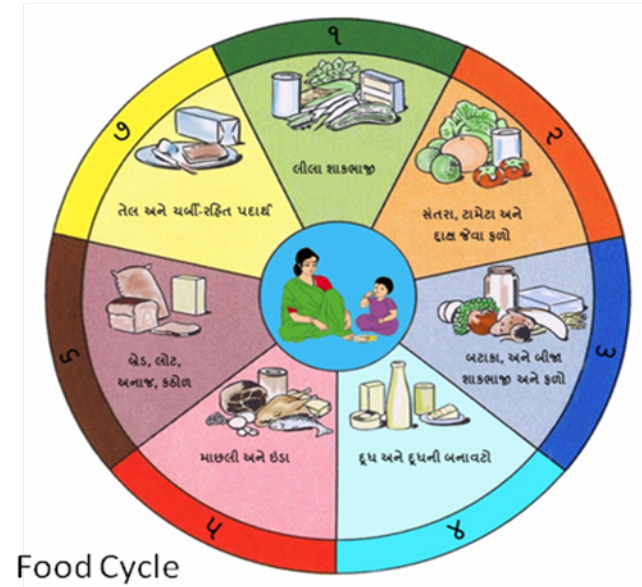 ૧
લીલા શાકભાજી
૨
સંતરા, ટામેટા અને
દ્રાક્ષ જેવા ફળો
૩
બટાકા, અને બીજા
શાકભાજી અને ફળો
૪
દૂધ અને દૂધની બનાવટો
૫
માછલી અને ઇંડા
૬
બ્રેડ, લોટ,
અનાજ, કઠોળ
૭
તેલ અને ચર્બી-રહિત પદાર્થ
Food Cycle